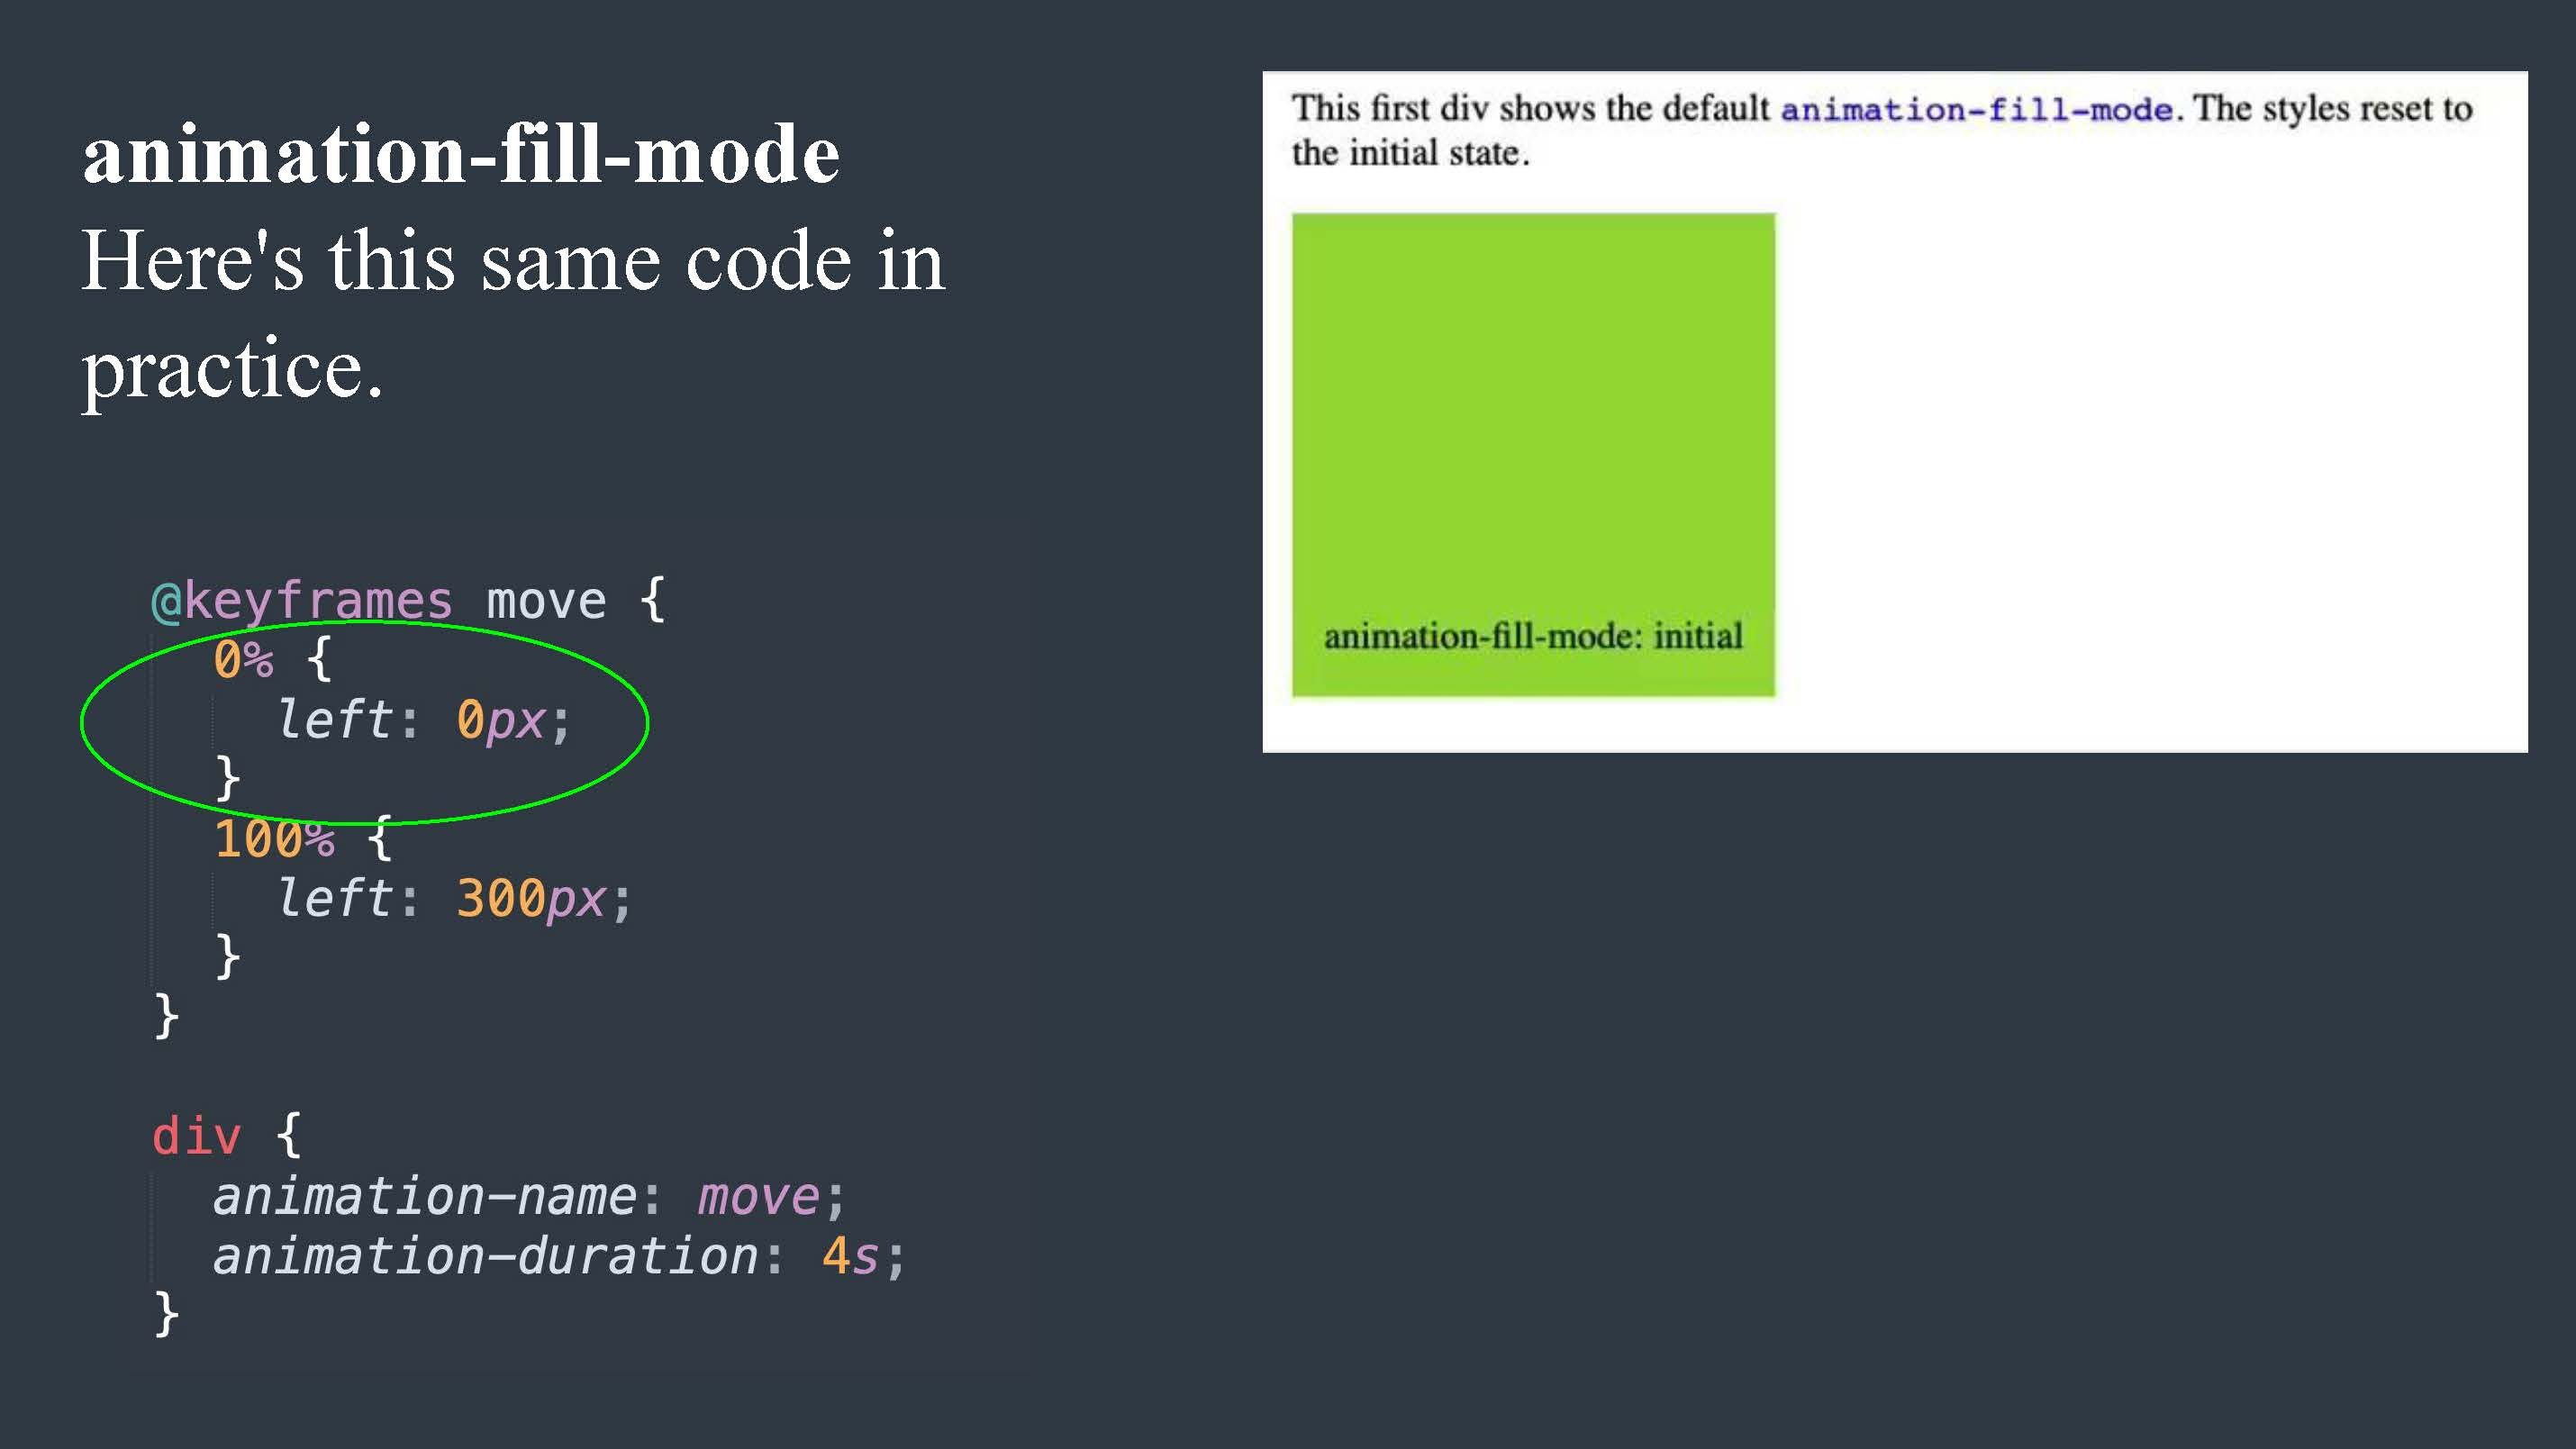 animation-fill-mode
Here's this same code in
practice.
@keyframes move {
0% {
left: 0px;
}
100% {
left: 300px;
}
}
div {
animation-name: move;
animation-duration: 4s;
}
This first div shows the default animation-fill-mode. The styles reset to
the initial state.
animation-fill-mode: initial